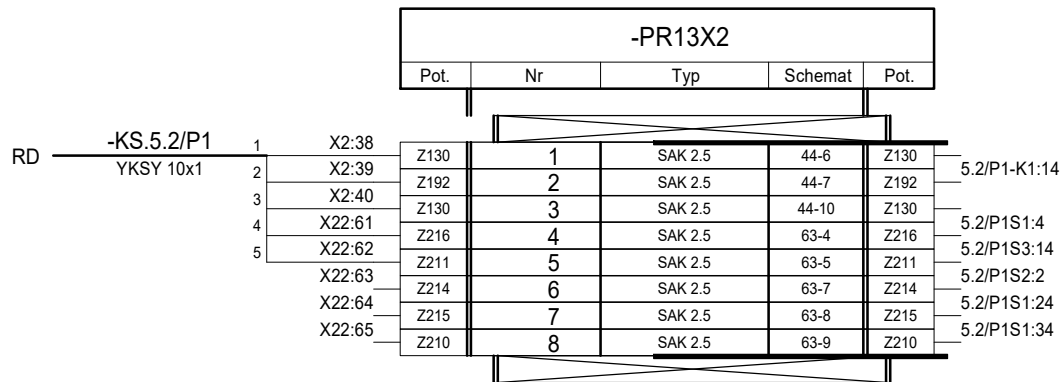 -PR13X2
Pot. Nr Typ Schemat Pot.
RD -KS.5.2/P1
YKSY 10x1
1 X2:38 Z130 1 SAK 2.5 44-6 Z130
2 X2:39 Z192 2 SAK 2.5 44-7 Z192 5.2/P1-K1:14
3 X2:40 Z130 3 SAK 2.5 44-10 Z130
4 X22:61 Z216 4 SAK 2.5 63-4 Z216 5.2/P1S1:4
5 X22:62 Z211 5 SAK 2.5 63-5 Z211 5.2/P1S3:14
X22:63 Z214 6 SAK 2.5 63-7 Z214 5.2/P1S2:2
X22:64 Z215 7 SAK 2.5 63-8 Z215 5.2/P1S1:24
X22:65 Z210 8 SAK 2.5 63-9 Z210 5.2/P1S1:34